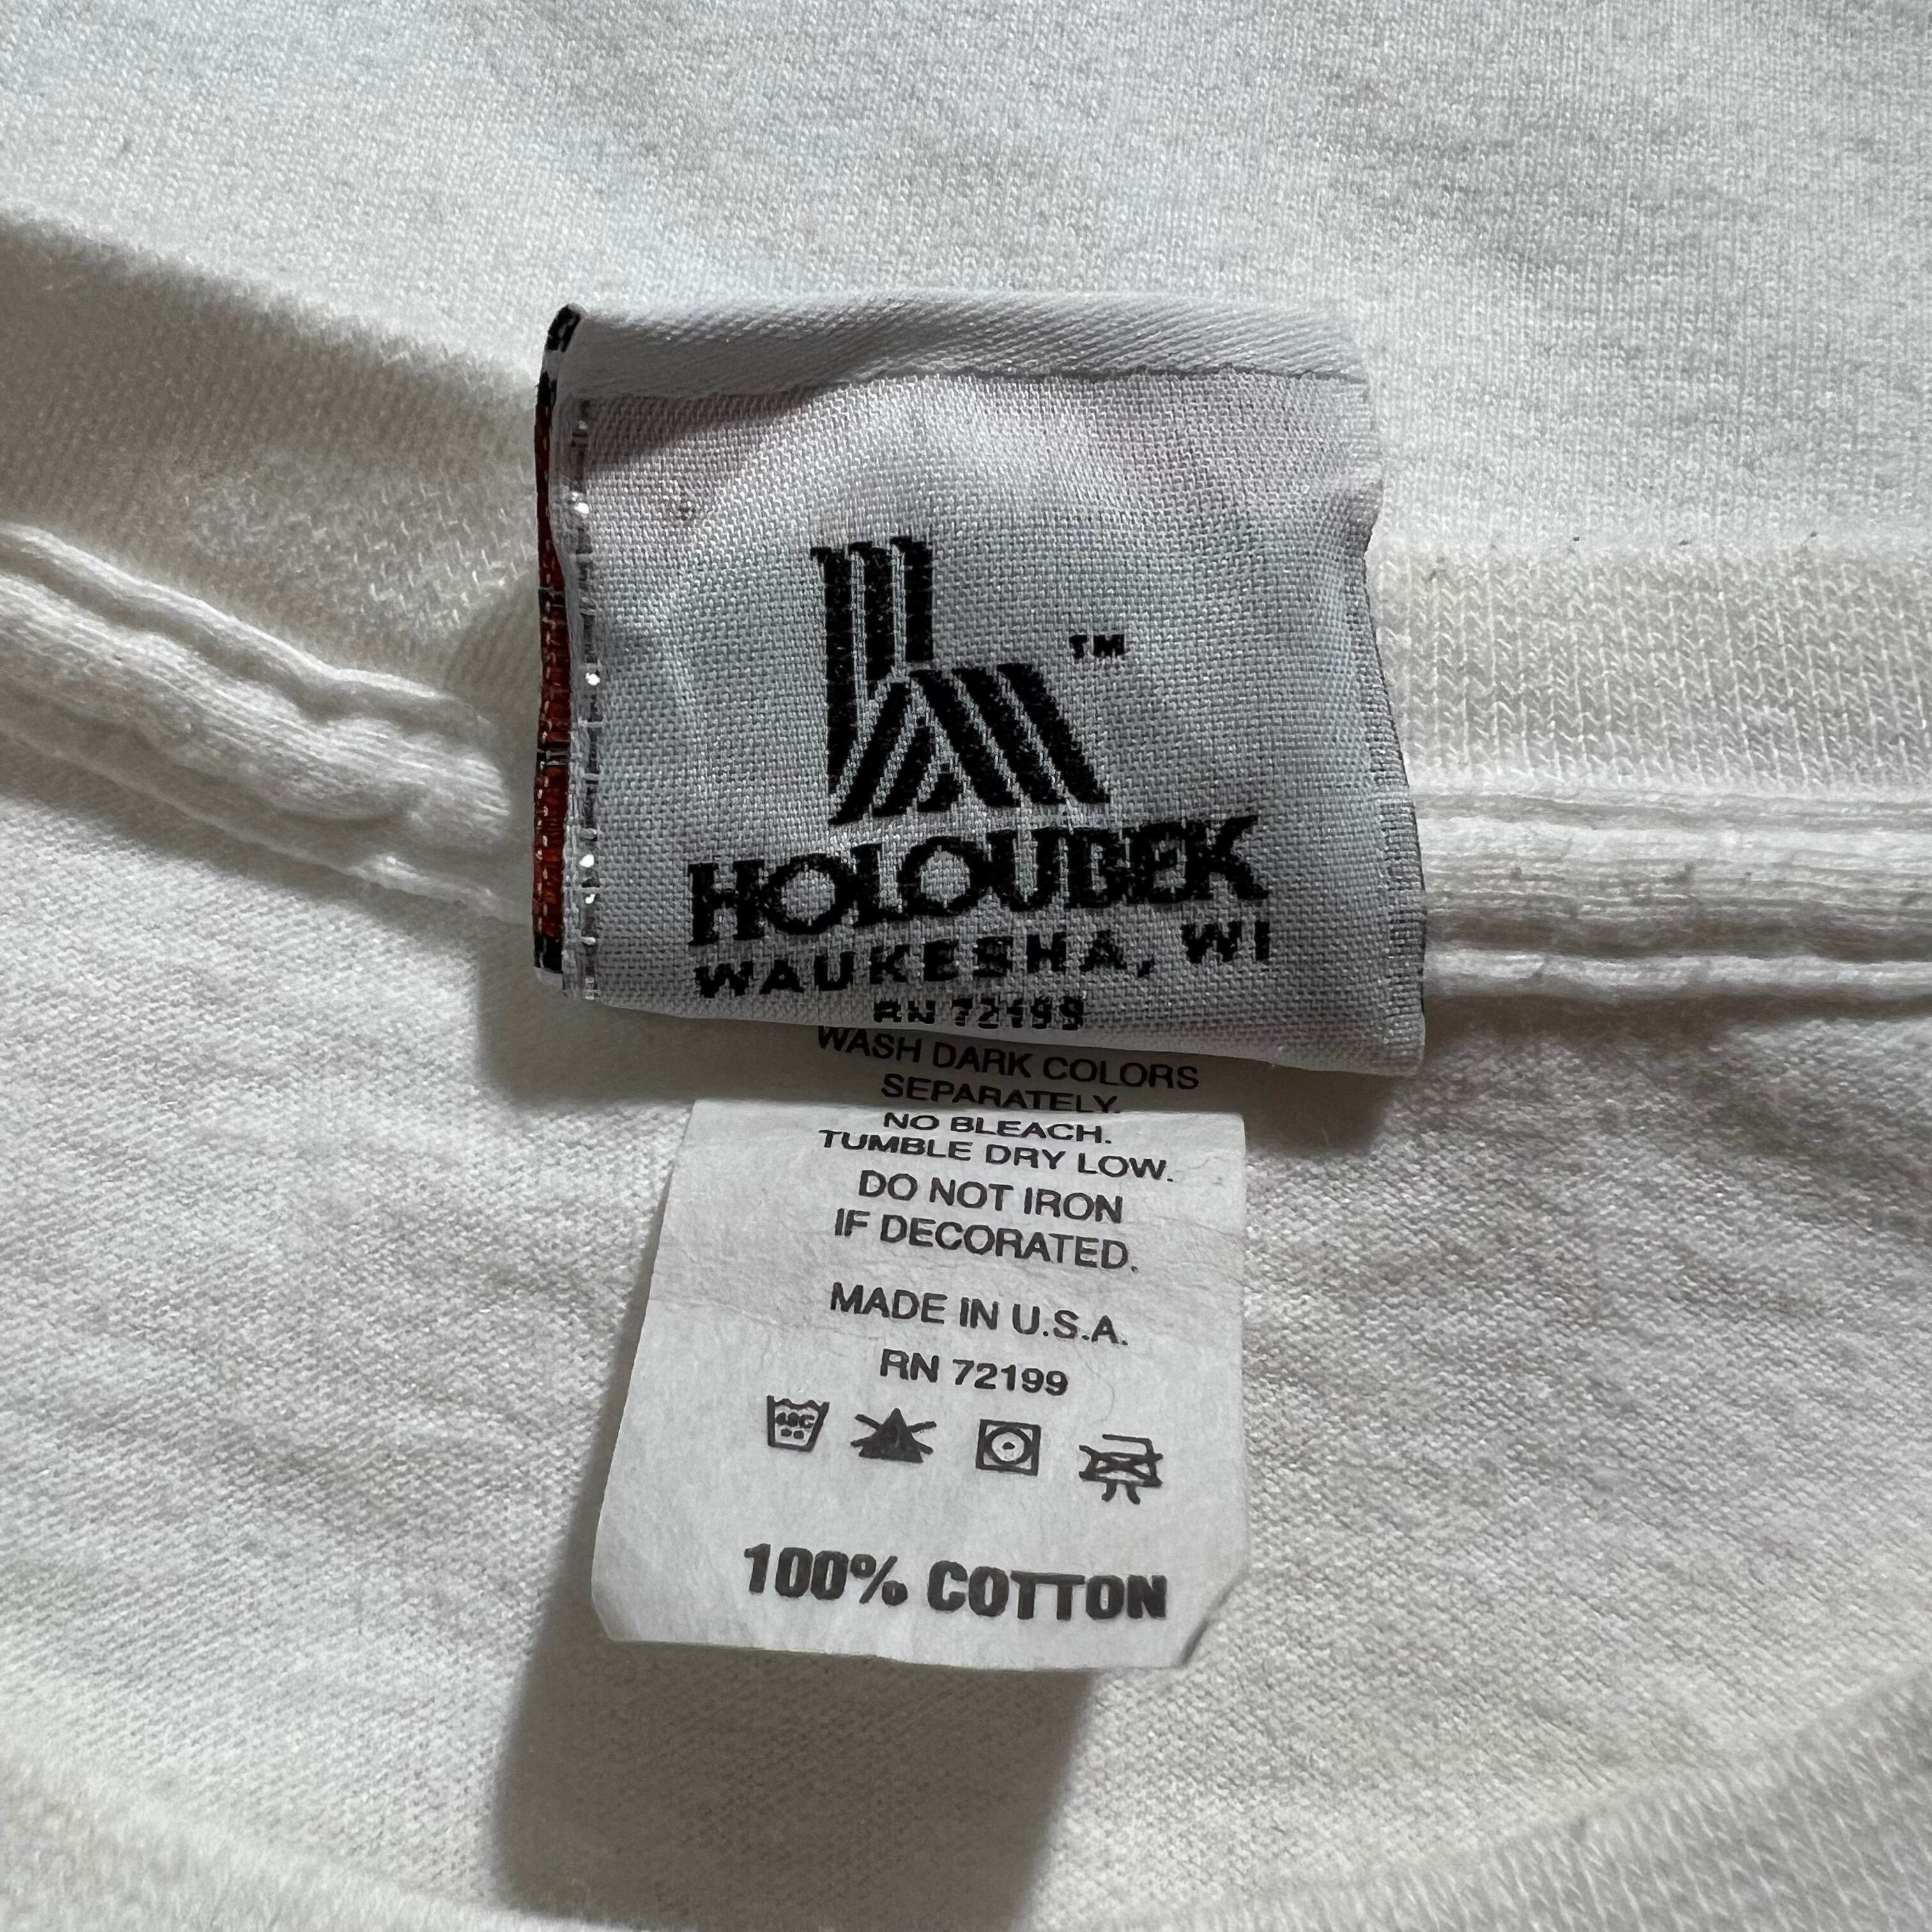 TM
HOLOUBEK
WAUKESHA, WI
RN 72199
WASH DARK COLORS
SEPARATELY.
NO BLEACH.
TUMBLE DRY LOW.
DO NOT IRON
IF DECORATED.
MADE IN U.S.A.
RN 72199
40C
100% COTTON